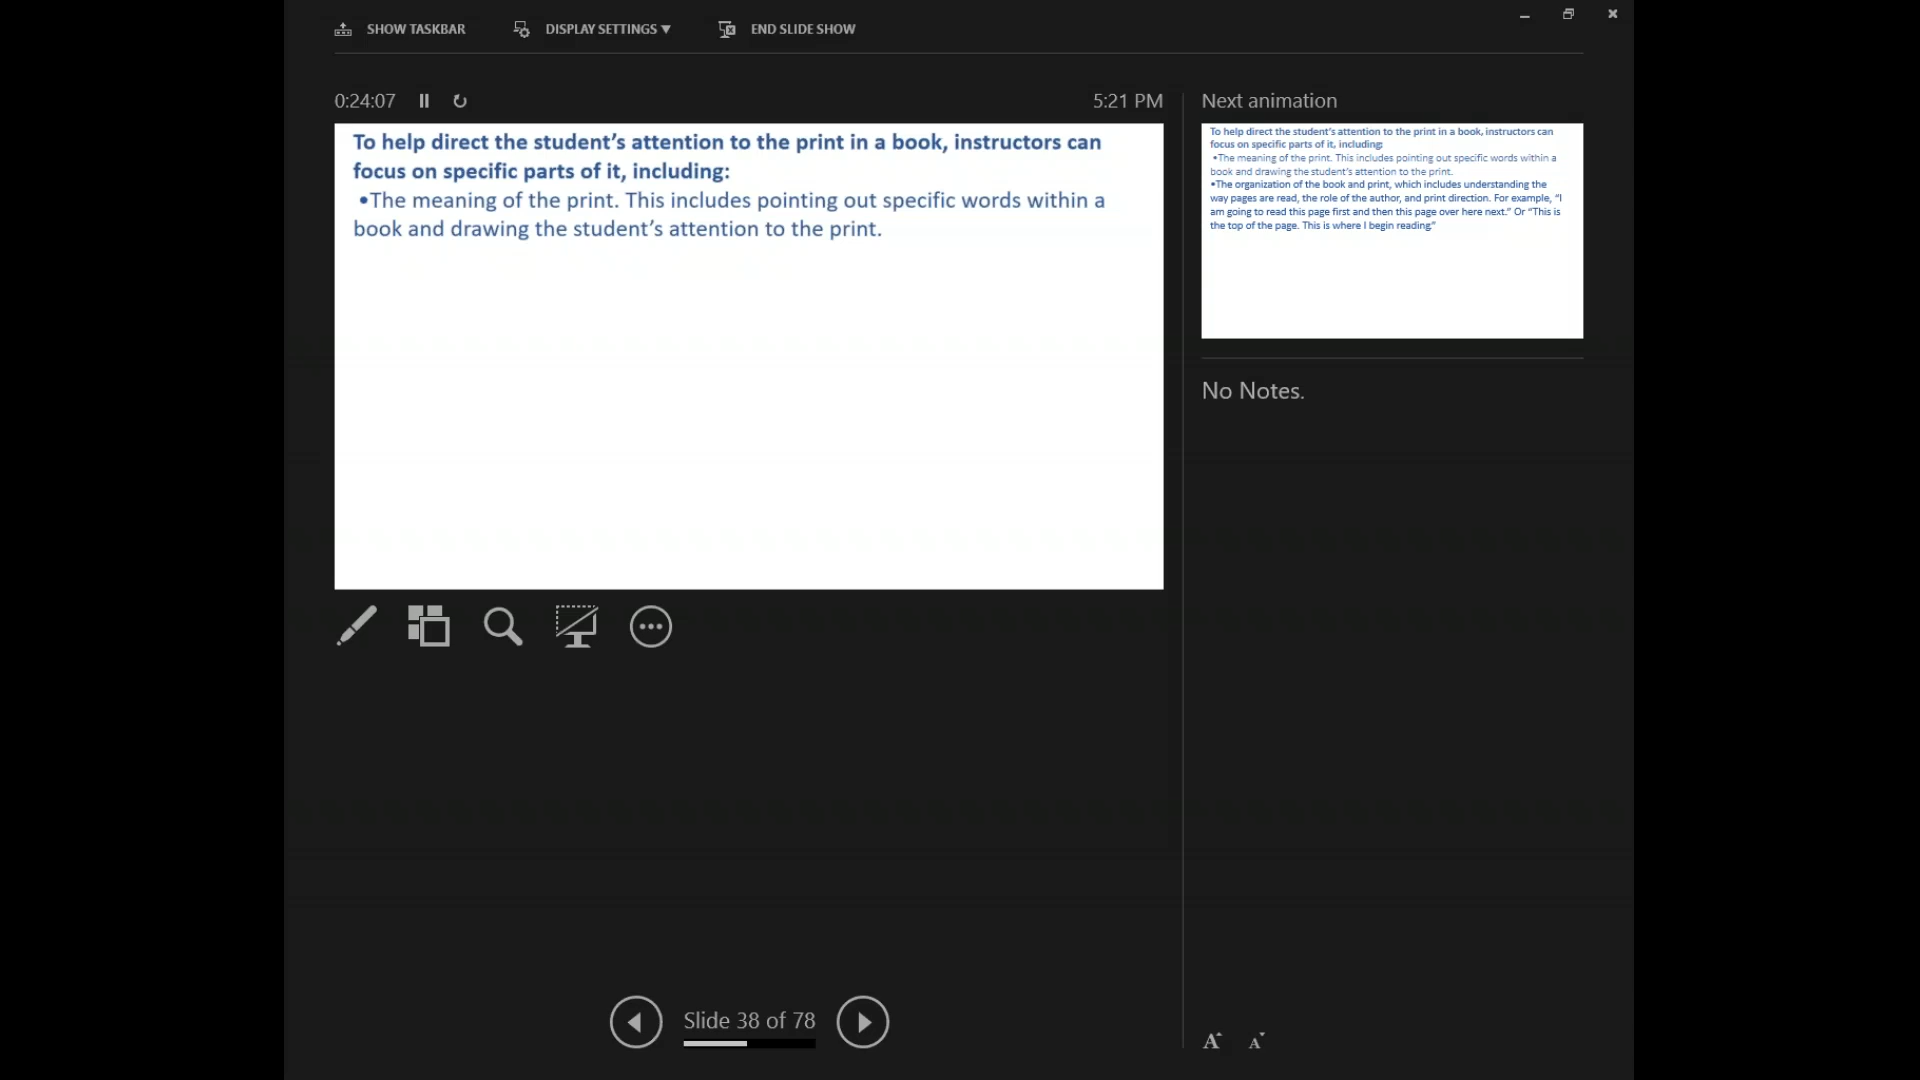 SHOW TASKBAR DISPLAY SETTINGS ▼ END SLIDE SHOW
0:24:07 5:21 PM
To help direct the student’s attention to the print in a book, instructors can
focus on specific parts of it, including:
•The meaning of the print. This includes pointing out specific words within a
book and drawing the student’s attention to the print.
Slide 38 of 78
Next animation
To help direct the student’s attention to the print in a book, instructors can
focus on specific parts of it, including:
•The meaning of the print. This includes pointing out specific words within a
book and drawing the student’s attention to the print.
•The organization of the book and print, which includes understanding the
way pages are read, the role of the author, and print direction. For example, “I
am going to read this page first and then this page over here next.” Or “This is
the top of the page. This is where I begin reading.”
No Notes.
A A